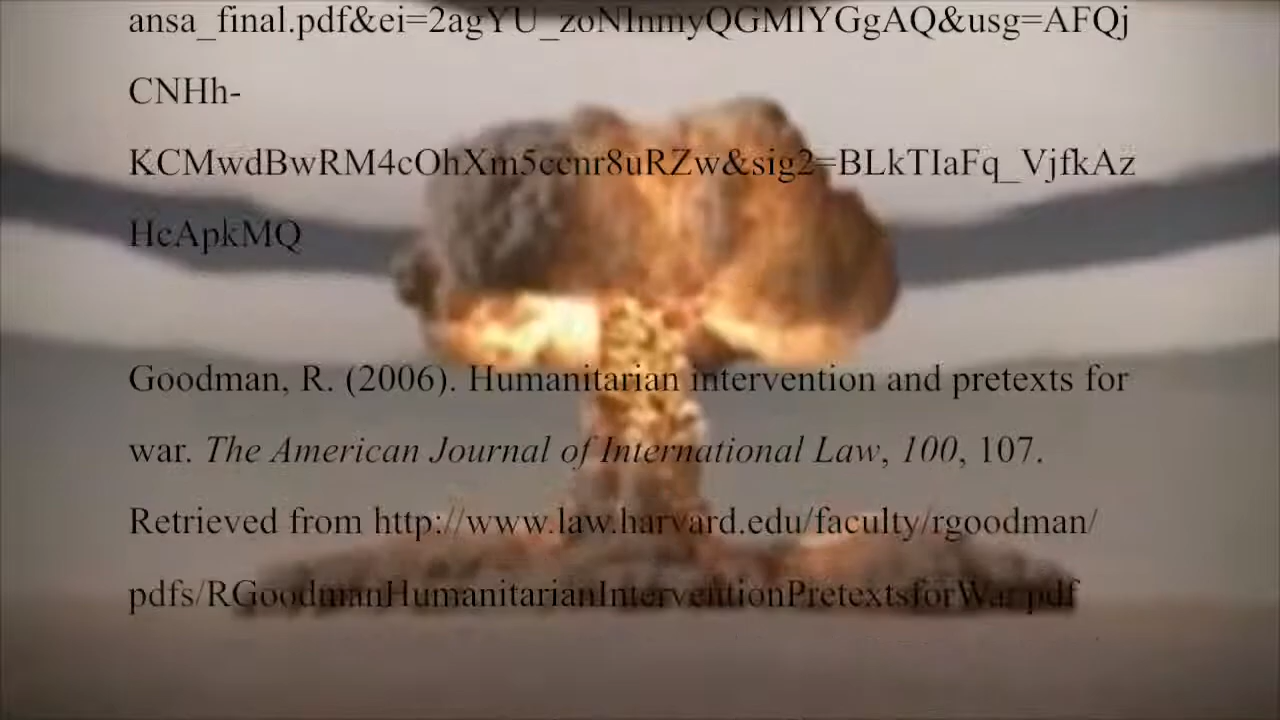 ansa_final.pdf&ei=2agYU_zoNInmyQGMlYGgAQ&usg=AFQj
CNHh-
KCMwdBwRM4cOhXm5ccnr8uRZw&sig2=BLkTIaFq_VjfkAz
HcApkMQ
Goodman, R. (2006). Humanitarian intervention and pretexts for
war. The American Journal of International Law, 100, 107.
Retrieved from http://www.law.harvard.edu/faculty/rgoodman/
pdfs/RGoodmanHumanitarianInterventionPretextsforWar.pdf